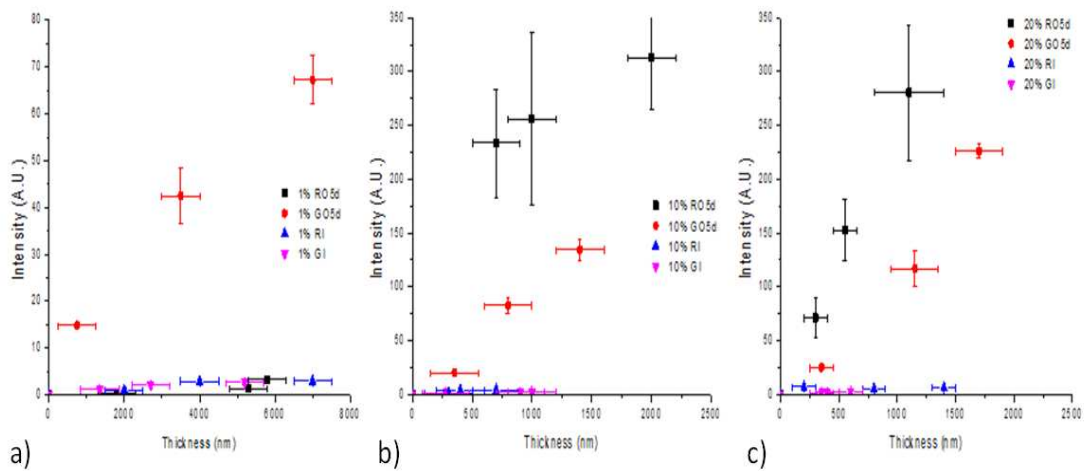 80
70
60
50
40
30
20
10
0
Intensity (A.U.)
1% RO5d
1% GO5d
1% RI
1% GI
0 2000 4000 6000 8000
Thickness (nm)
a)
350
300
250
200
150
100
50
0
Intensity (A.U.)
10% RO5d
10% GO5d
10% RI
10% GI
0 500 1000 1500 2000 2500
Thickness (nm)
b)
350
300
250
200
150
100
50
0
Intensity (A.U.)
20% RO5d
20% GO5d
20% RI
20% GI
0 500 1000 1500 2000 2500
Thickness (nm)
c)